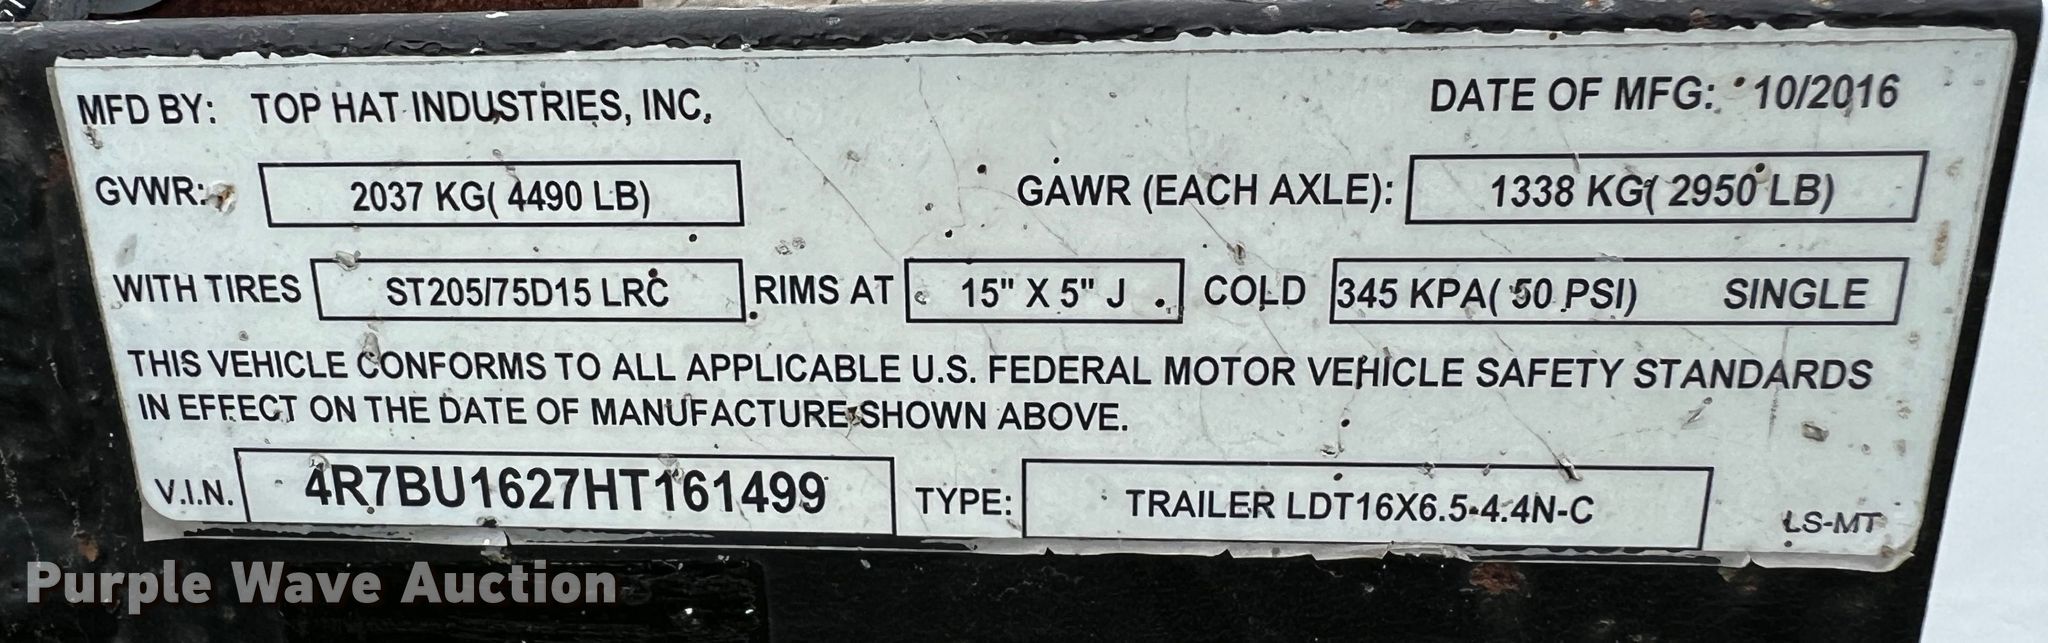 MFD BY: TOP HAT INDUSTRIES, INC. DATE OF MFG: 10/2016
GVWR: 2037 KG( 4490 LB) GAWR (EACH AXLE): 1338 KG( 2950 LB)
WITH TIRES ST205/75D15 LRC RIMS AT 15" X 5" J COLD 345 KPA( 50 PSI) SINGLE
THIS VEHICLE CONFORMS TO ALL APPLICABLE U.S. FEDERAL MOTOR VEHICLE SAFETY STANDARDS
IN EFFECT ON THE DATE OF MANUFACTURE SHOWN ABOVE.
V.I.N. 4R7BU1627HT161499 TYPE: TRAILER LDT16X6.5-4.4N-C LS-MT
Purple Wave Auction